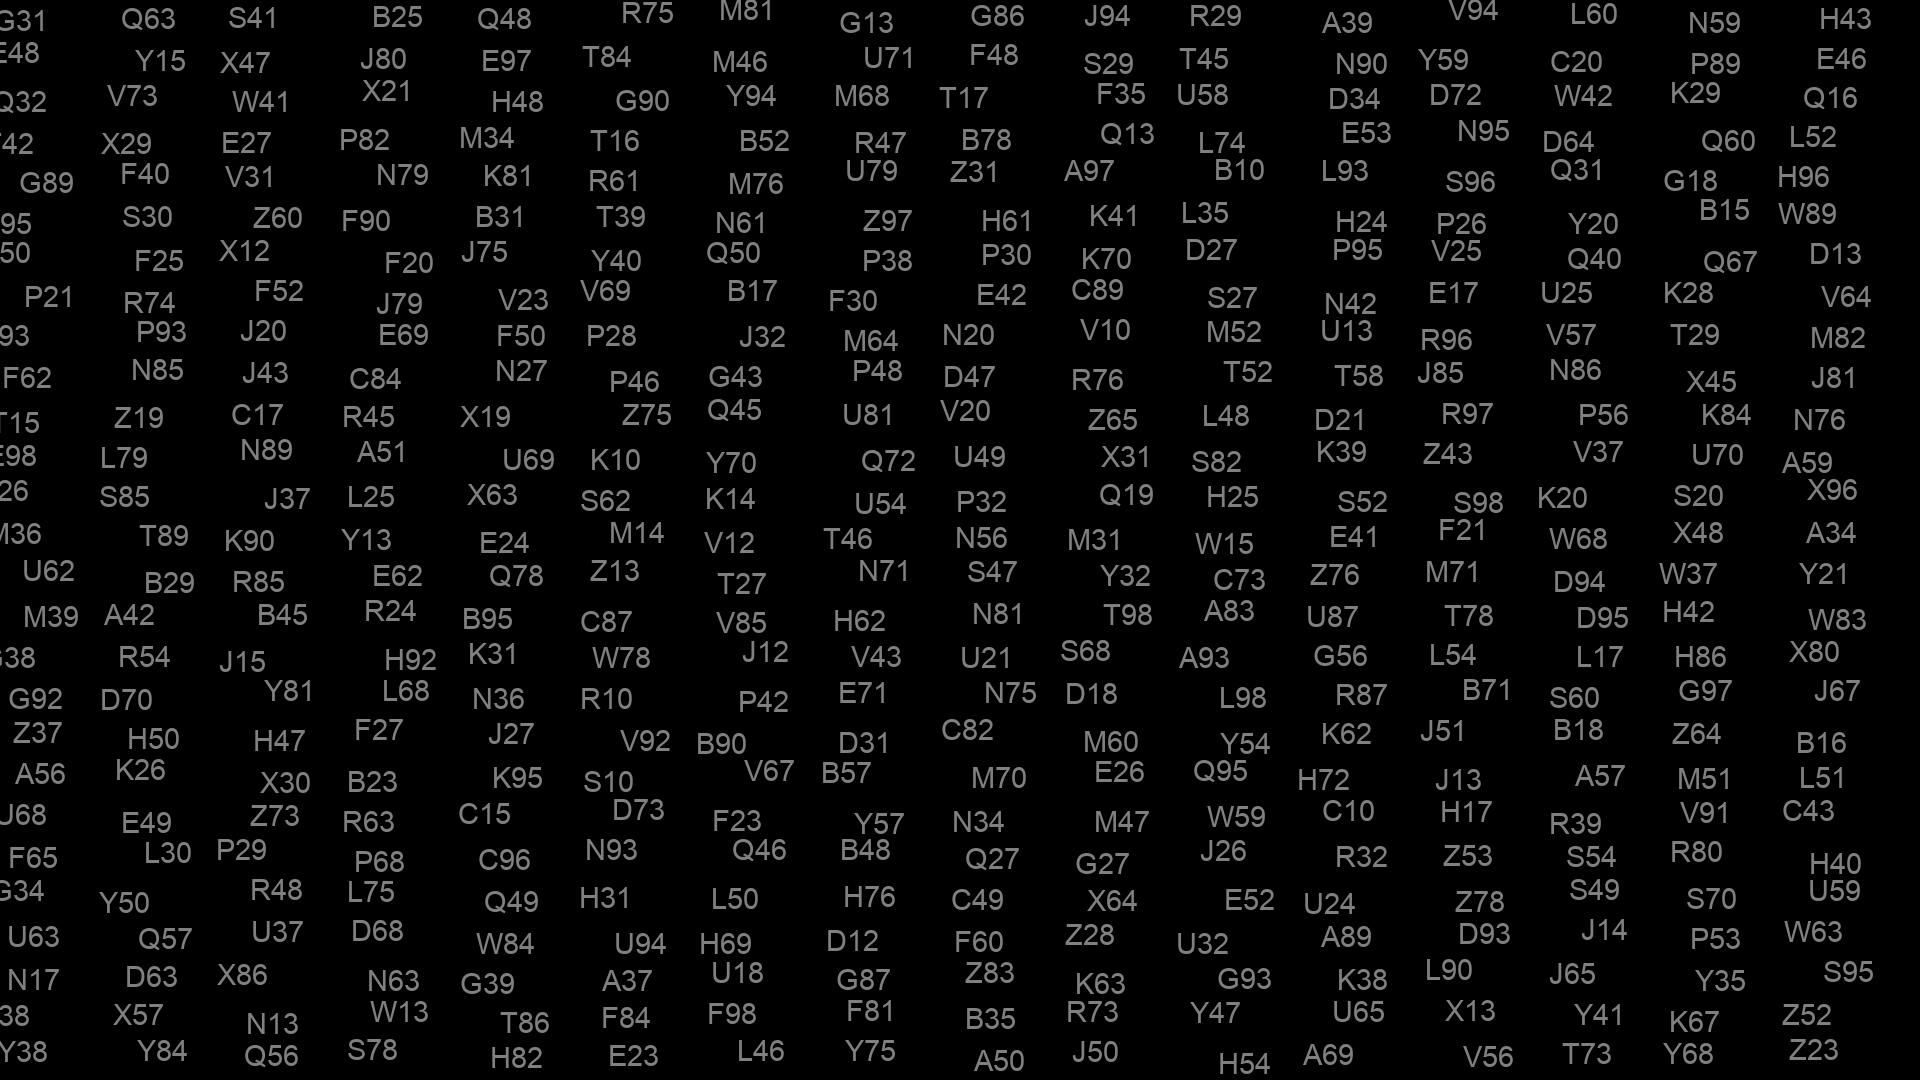 G31 Q63 S41 B25 Q48 R75 M81 G13 G86 J94 R29 A39 V94 L60 N59 H43
E48 Y15 X47 J80 E97 T84 M46 U71 F48 S29 T45 N90 Y59 C20 P89 E46
Q32 V73 W41 X21 H48 G90 Y94 M68 T17 F35 U58 D34 D72 W42 K29 Q16
42 X29 E27 P82 M34 T16 B52 R47 B78 Q13 L74 E53 N95 D64 Q60 L52
G89 F40 V31 N79 K81 R61 M76 U79 Z31 A97 B10 L93 S96 Q31 G18 H96
95 S30 Z60 F90 B31 T39 N61 Z97 H61 K41 L35 H24 P26 Y20 B15 W89
50 F25 X12 F20 J75 Y40 Q50 P38 P30 K70 D27 P95 V25 Q40 Q67 D13
P21 R74 F52 J79 V23 V69 B17 F30 E42 C89 S27 N42 E17 U25 K28 V64
93 P93 J20 E69 F50 P28 J32 M64 N20 V10 M52 U13 R96 V57 T29 M82
F62 N85 J43 C84 N27 P46 G43 P48 D47 R76 T52 T58 J85 N86 X45 J81
T15 Z19 C17 R45 X19 Z75 Q45 U81 V20 Z65 L48 D21 R97 P56 K84 N76
E98 L79 N89 A51 U69 K10 Y70 Q72 U49 X31 S82 K39 Z43 V37 U70 A59
26 S85 J37 L25 X63 S62 K14 U54 P32 Q19 H25 S52 S98 K20 S20 X96
M36 T89 K90 Y13 E24 M14 V12 T46 N56 M31 W15 E41 F21 W68 X48 A34
U62 B29 R85 E62 Q78 Z13 T27 N71 S47 Y32 C73 Z76 M71 D94 W37 Y21
M39 A42 B45 R24 B95 C87 V85 H62 N81 T98 A83 U87 T78 D95 H42 W83
G38 R54 J15 H92 K31 W78 J12 V43 U21 S68 A93 G56 L54 L17 H86 X80
G92 D70 Y81 L68 N36 R10 P42 E71 N75 D18 L98 R87 B71 S60 G97 J67
Z37 H50 H47 F27 J27 V92 B90 D31 C82 M60 Y54 K62 J51 B18 Z64 B16
A56 K26 X30 B23 K95 S10 V67 B57 M70 E26 Q95 H72 J13 A57 M51 L51
U68 E49 Z73 R63 C15 D73 F23 Y57 N34 M47 W59 C10 H17 R39 V91 C43
F65 L30 P29 P68 C96 N93 Q46 B48 Q27 G27 J26 R32 Z53 S54 R80 H40
G34 Y50 R48 L75 Q49 H31 L50 H76 C49 X64 E52 U24 Z78 S49 S70 U59
U63 Q57 U37 D68 W84 U94 H69 D12 F60 Z28 U32 A89 D93 J14 P53 W63
N17 D63 X86 N63 G39 A37 U18 G87 Z83 K63 G93 K38 L90 J65 Y35 S95
38 X57 N13 W13 T86 F84 F98 F81 B35 R73 Y47 U65 X13 Y41 K67 Z52
Y38 Y84 Q56 S78 H82 E23 L46 Y75 A50 J50 H54 A69 V56 T73 Y68 Z23